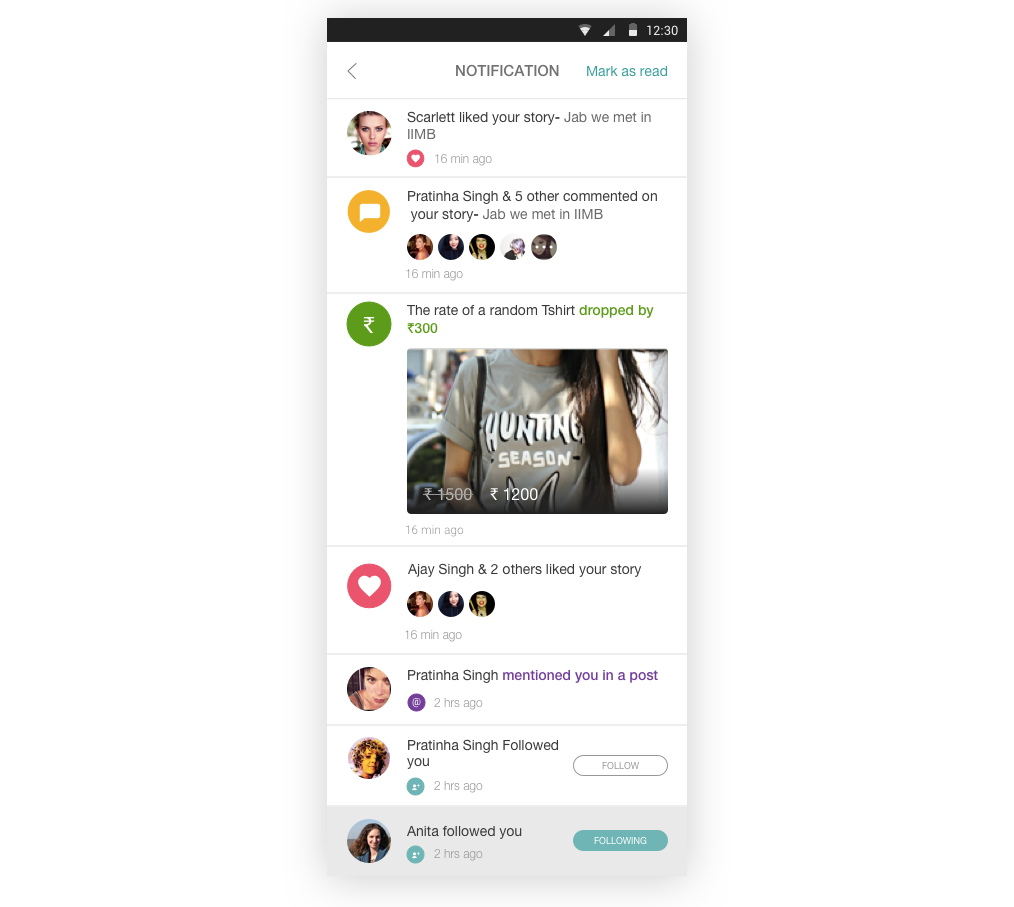 12:30
NOTIFICATION Mark as read
Scarlett liked your story- Jab we met in
IIMB
16 min ago
Pratinha Singh & 5 other commented on
your story- Jab we met in IIMB
16 min ago
₹
The rate of a random Tshirt dropped by
₹300
HUNTING
SEASON
₹ 1500 ₹ 1200
16 min ago
Ajay Singh & 2 others liked your story
16 min ago
Pratinha Singh mentioned you in a post
@ 2 hrs ago
Pratinha Singh Followed
you
FOLLOW
2 hrs ago
Anita followed you
FOLLOWING
2 hrs ago